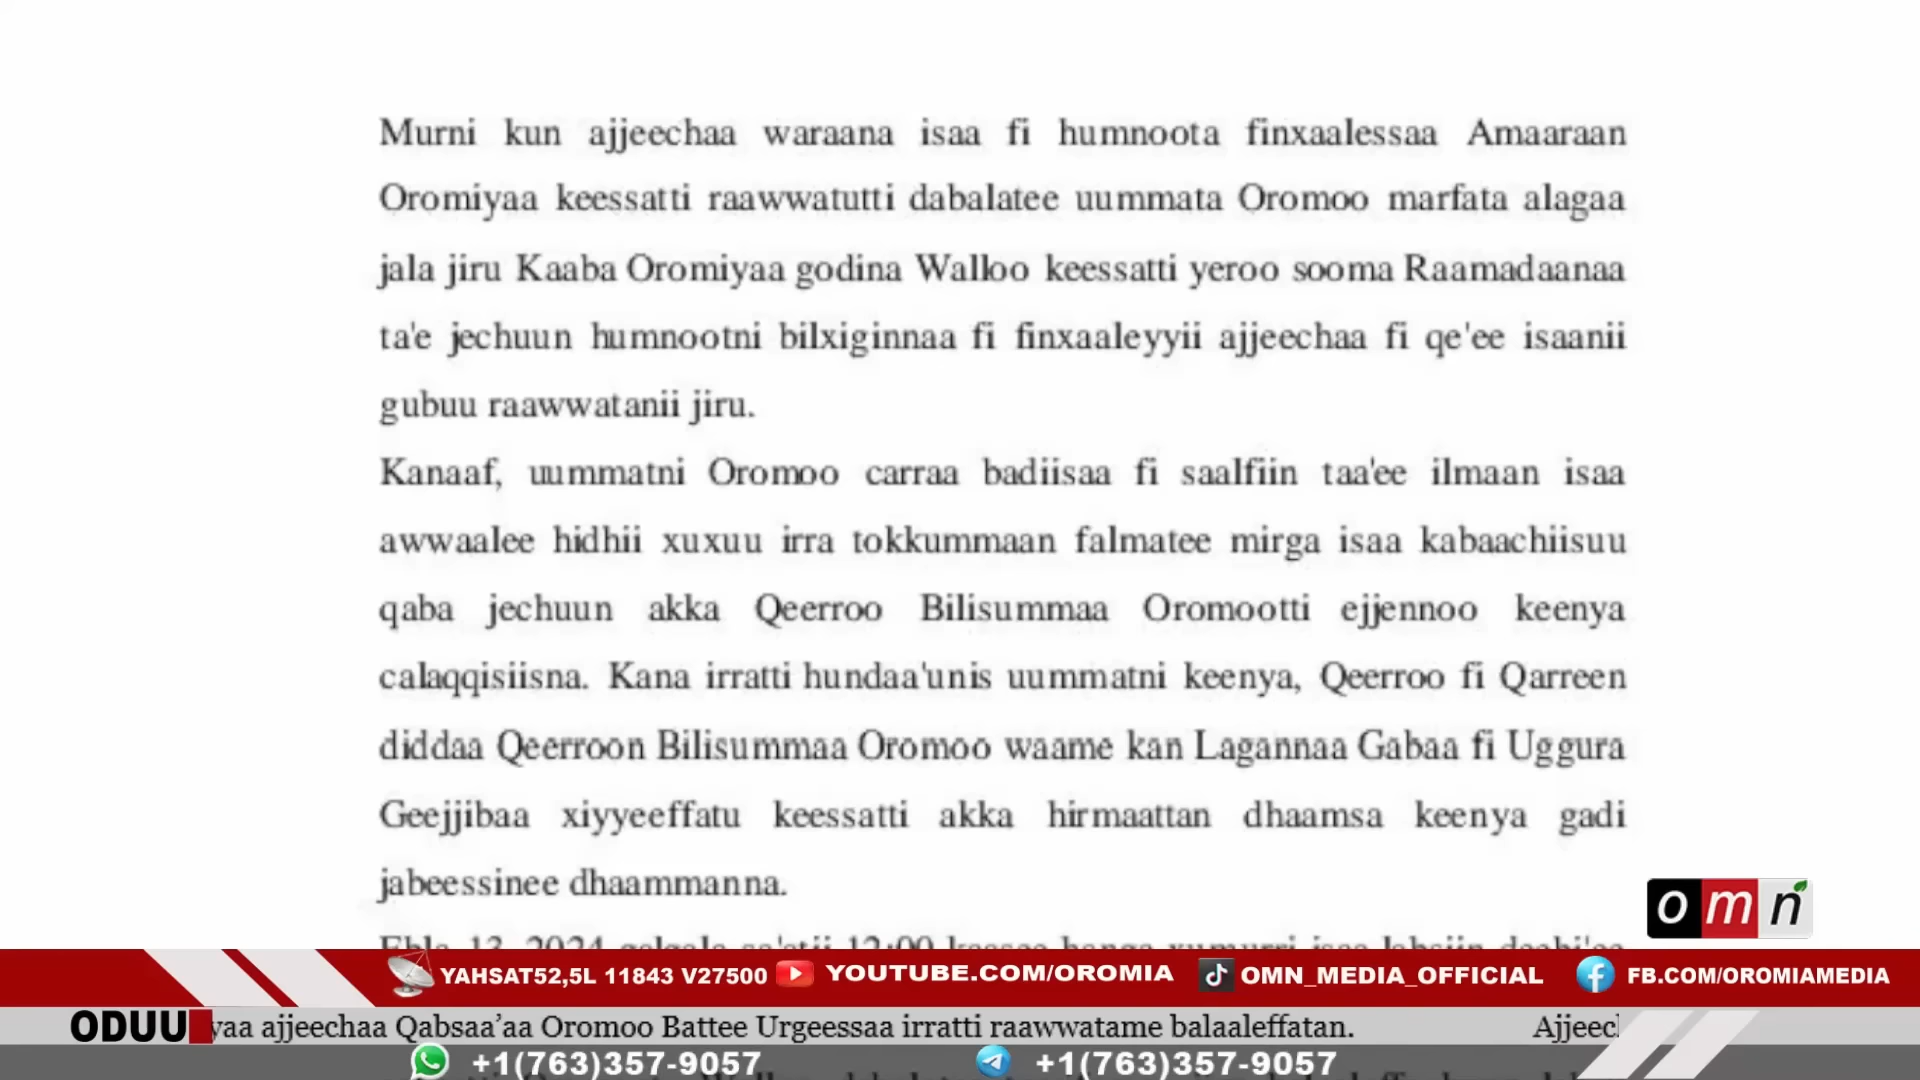 Murni kun ajjeechaa waraana isaa fi humnoota finxaalessaa Amaaraan
Oromiyaa keessatti raawwatutti dabalatee uummata Oromoo marfata alagaa
jala jiru Kaaba Oromiyaa godina Walloo keessatti yeroo sooma Raamadaanaa
ta'e jechuun humnootni bilxiginnaa fi finxaaleyyii ajjeechaa fi qe'ee isaanii
gubuu raawwatanii jiru.
Kanaaf, uummatni Oromoo carraa badiisaa fi saalfiin taa'ee ilmaan isaa
awwaalee hidhii xuxuu irra tokkummaan falmatee mirga isaa kabaachiisuu
qaba jechuun akka Qeerroo Bilisummaa Oromootti ejjennoo keenya
calaqqisiisna. Kana irratti hundaa'unis uummatni keenya, Qeerroo fi Qarreen
diddaa Qeerroon Bilisummaa Oromoo waame kan Lagannaa Gabaa fi Uggura
Geejjibaa xiyyeeffatu keessatti akka hirmaattan dhaamsa keenya gadi
jabeessinee dhaammanna.
omn
YAHSAT52,5L 11843 V27500 YOUTUBE.COM/OROMIA OMN_MEDIA_OFFICIAL FB.COM/OROMIAMEDIA
ODUU yaa ajjeechaa Qabsaa’aa Oromoo Battee Urgeessaa irratti raawwatame balaaleffatan.
+1(763)357-9057 +1(763)357-9057